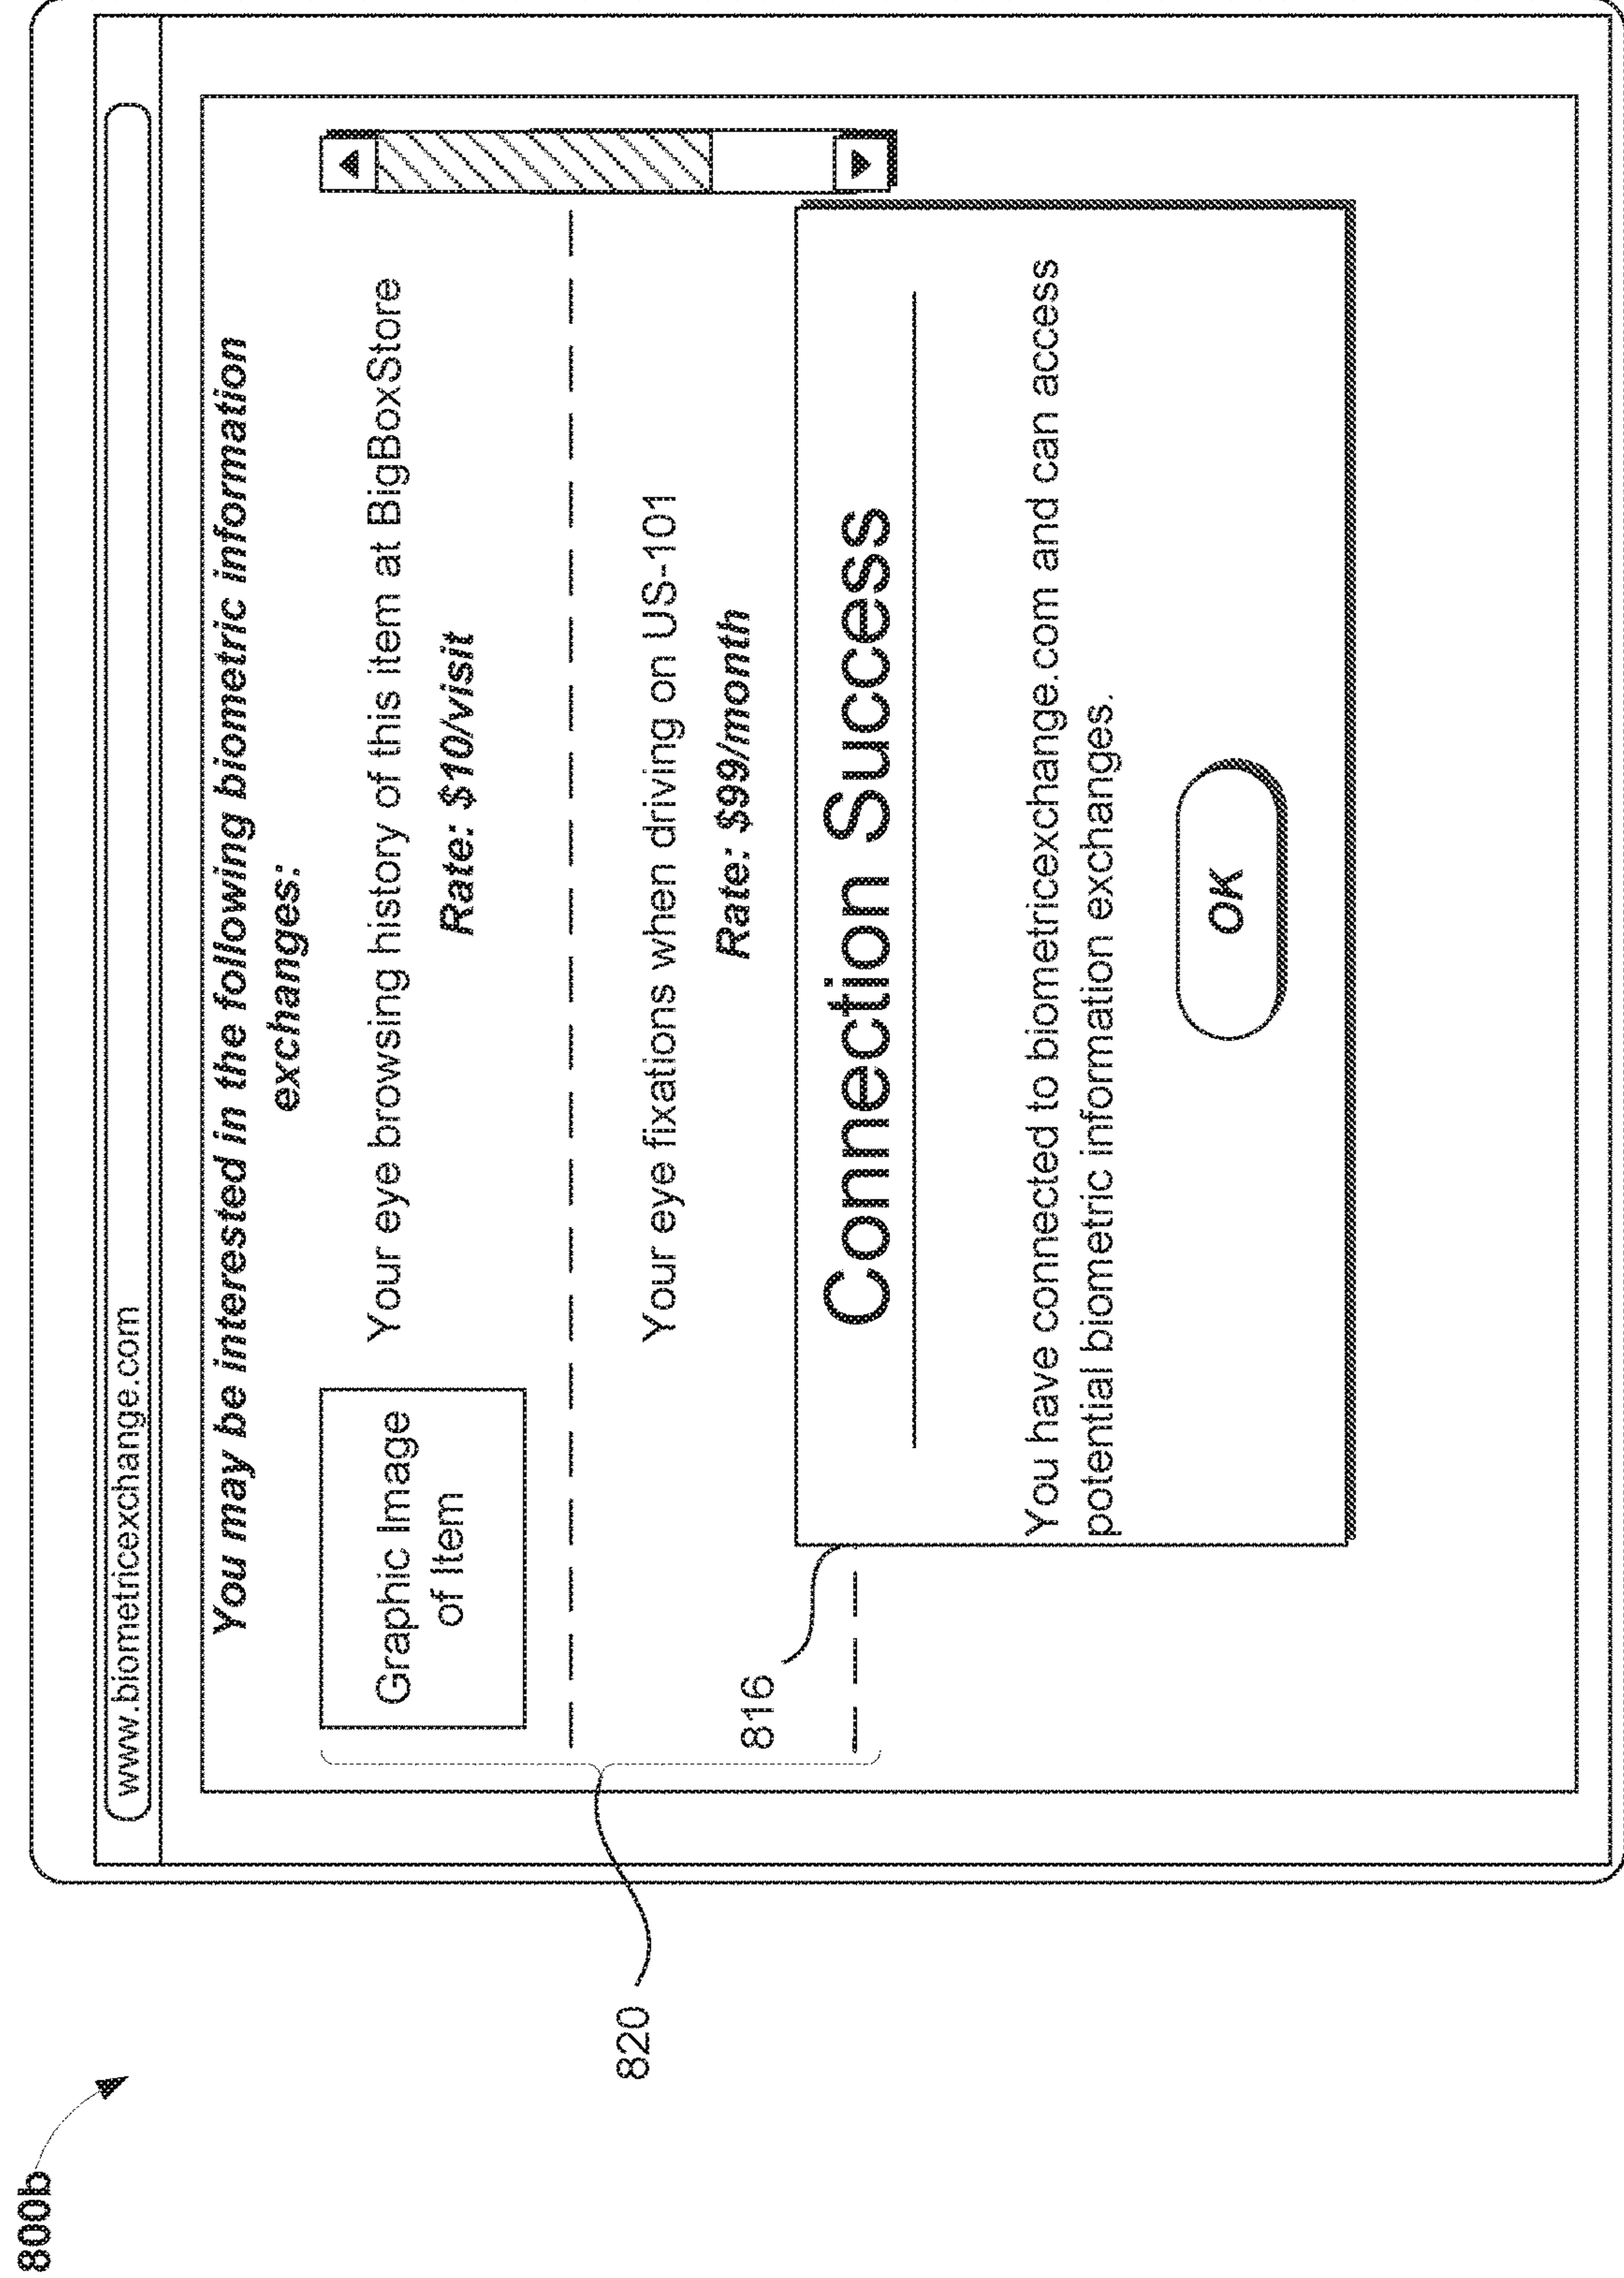 800b
www.biometricexchange.com
You may be interested in the following biometric information
exchanges:
Graphic Image
of Item
Your eye browsing history of this item at BigBoxStore
Rate: $10/visit
820
Your eye fixations when driving on US-101
Rate: $99/month
816
Connection Success
You have connected to biometricexchange.com and can access
potential biometric information exchanges.
OK